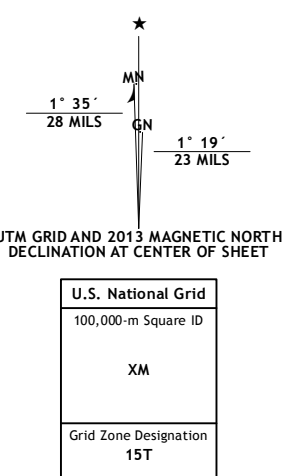 ★
MN
1° 35´
28 MILS
GN
1° 19´
23 MILS
UTM GRID AND 2013 MAGNETIC NORTH
DECLINATION AT CENTER OF SHEET
U.S. National Grid
100,000-m Square ID
XM
Grid Zone Designation
15T